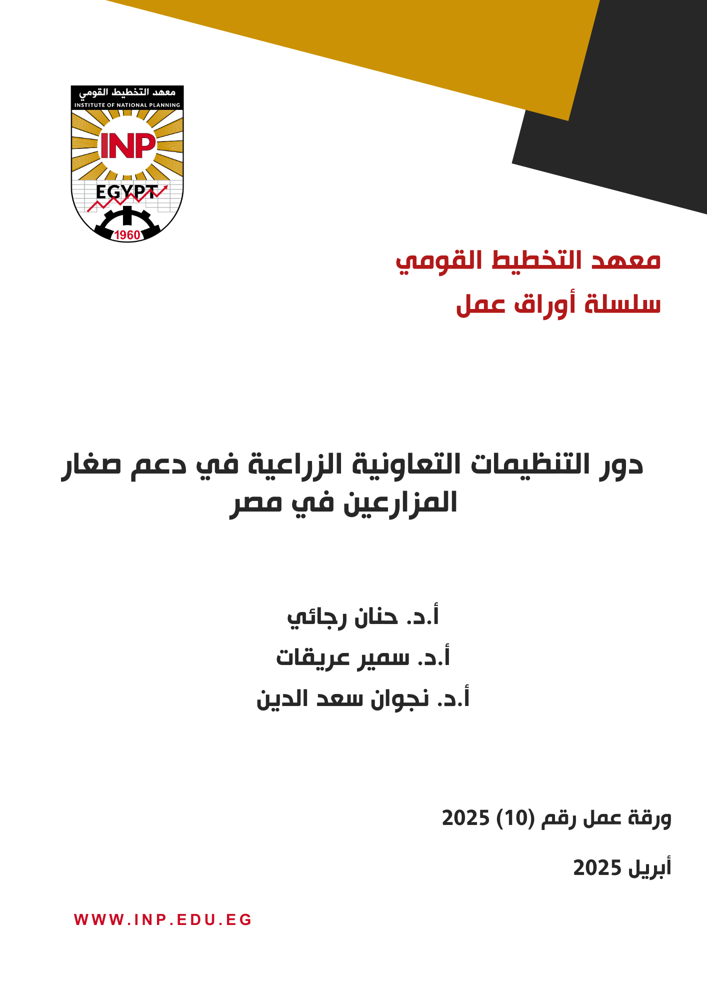 معهد التخطيط القومي
INSTITUTE OF NATIONAL PLANNING
INP
EGYPT
1960
معهد التخطيط القومي
سلسلة أوراق عمل
دور التنظيمات التعاونية الزراعية في دعم صغار
المزارعين في مصر
أ.د. حنان رجائي
أ.د. سمير عريقات
أ.د. نجوان سعد الدين
ورقة عمل رقم (10) 2025
أبريل 2025
WWW.INP.EDU.EG